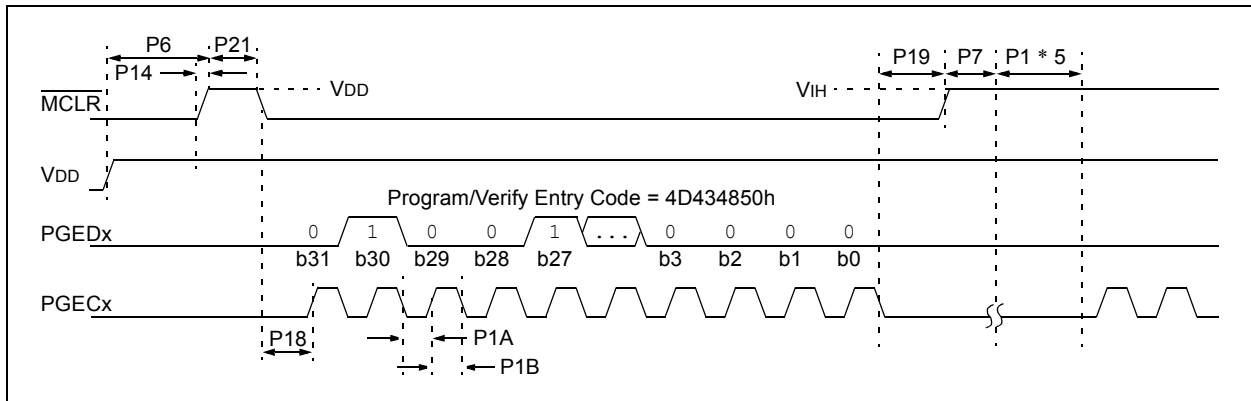 P6 P21 P19 P7 P1 * 5
P14
VDD VIH
MCLR
VDD
Program/Verify Entry Code = 4D434850h
PGEDx 0 1 0 0 1 ... 0 0 0 0
b31 b30 b29 b28 b27 b3 b2 b1 b0
PGECx
P18 P1A
P1B